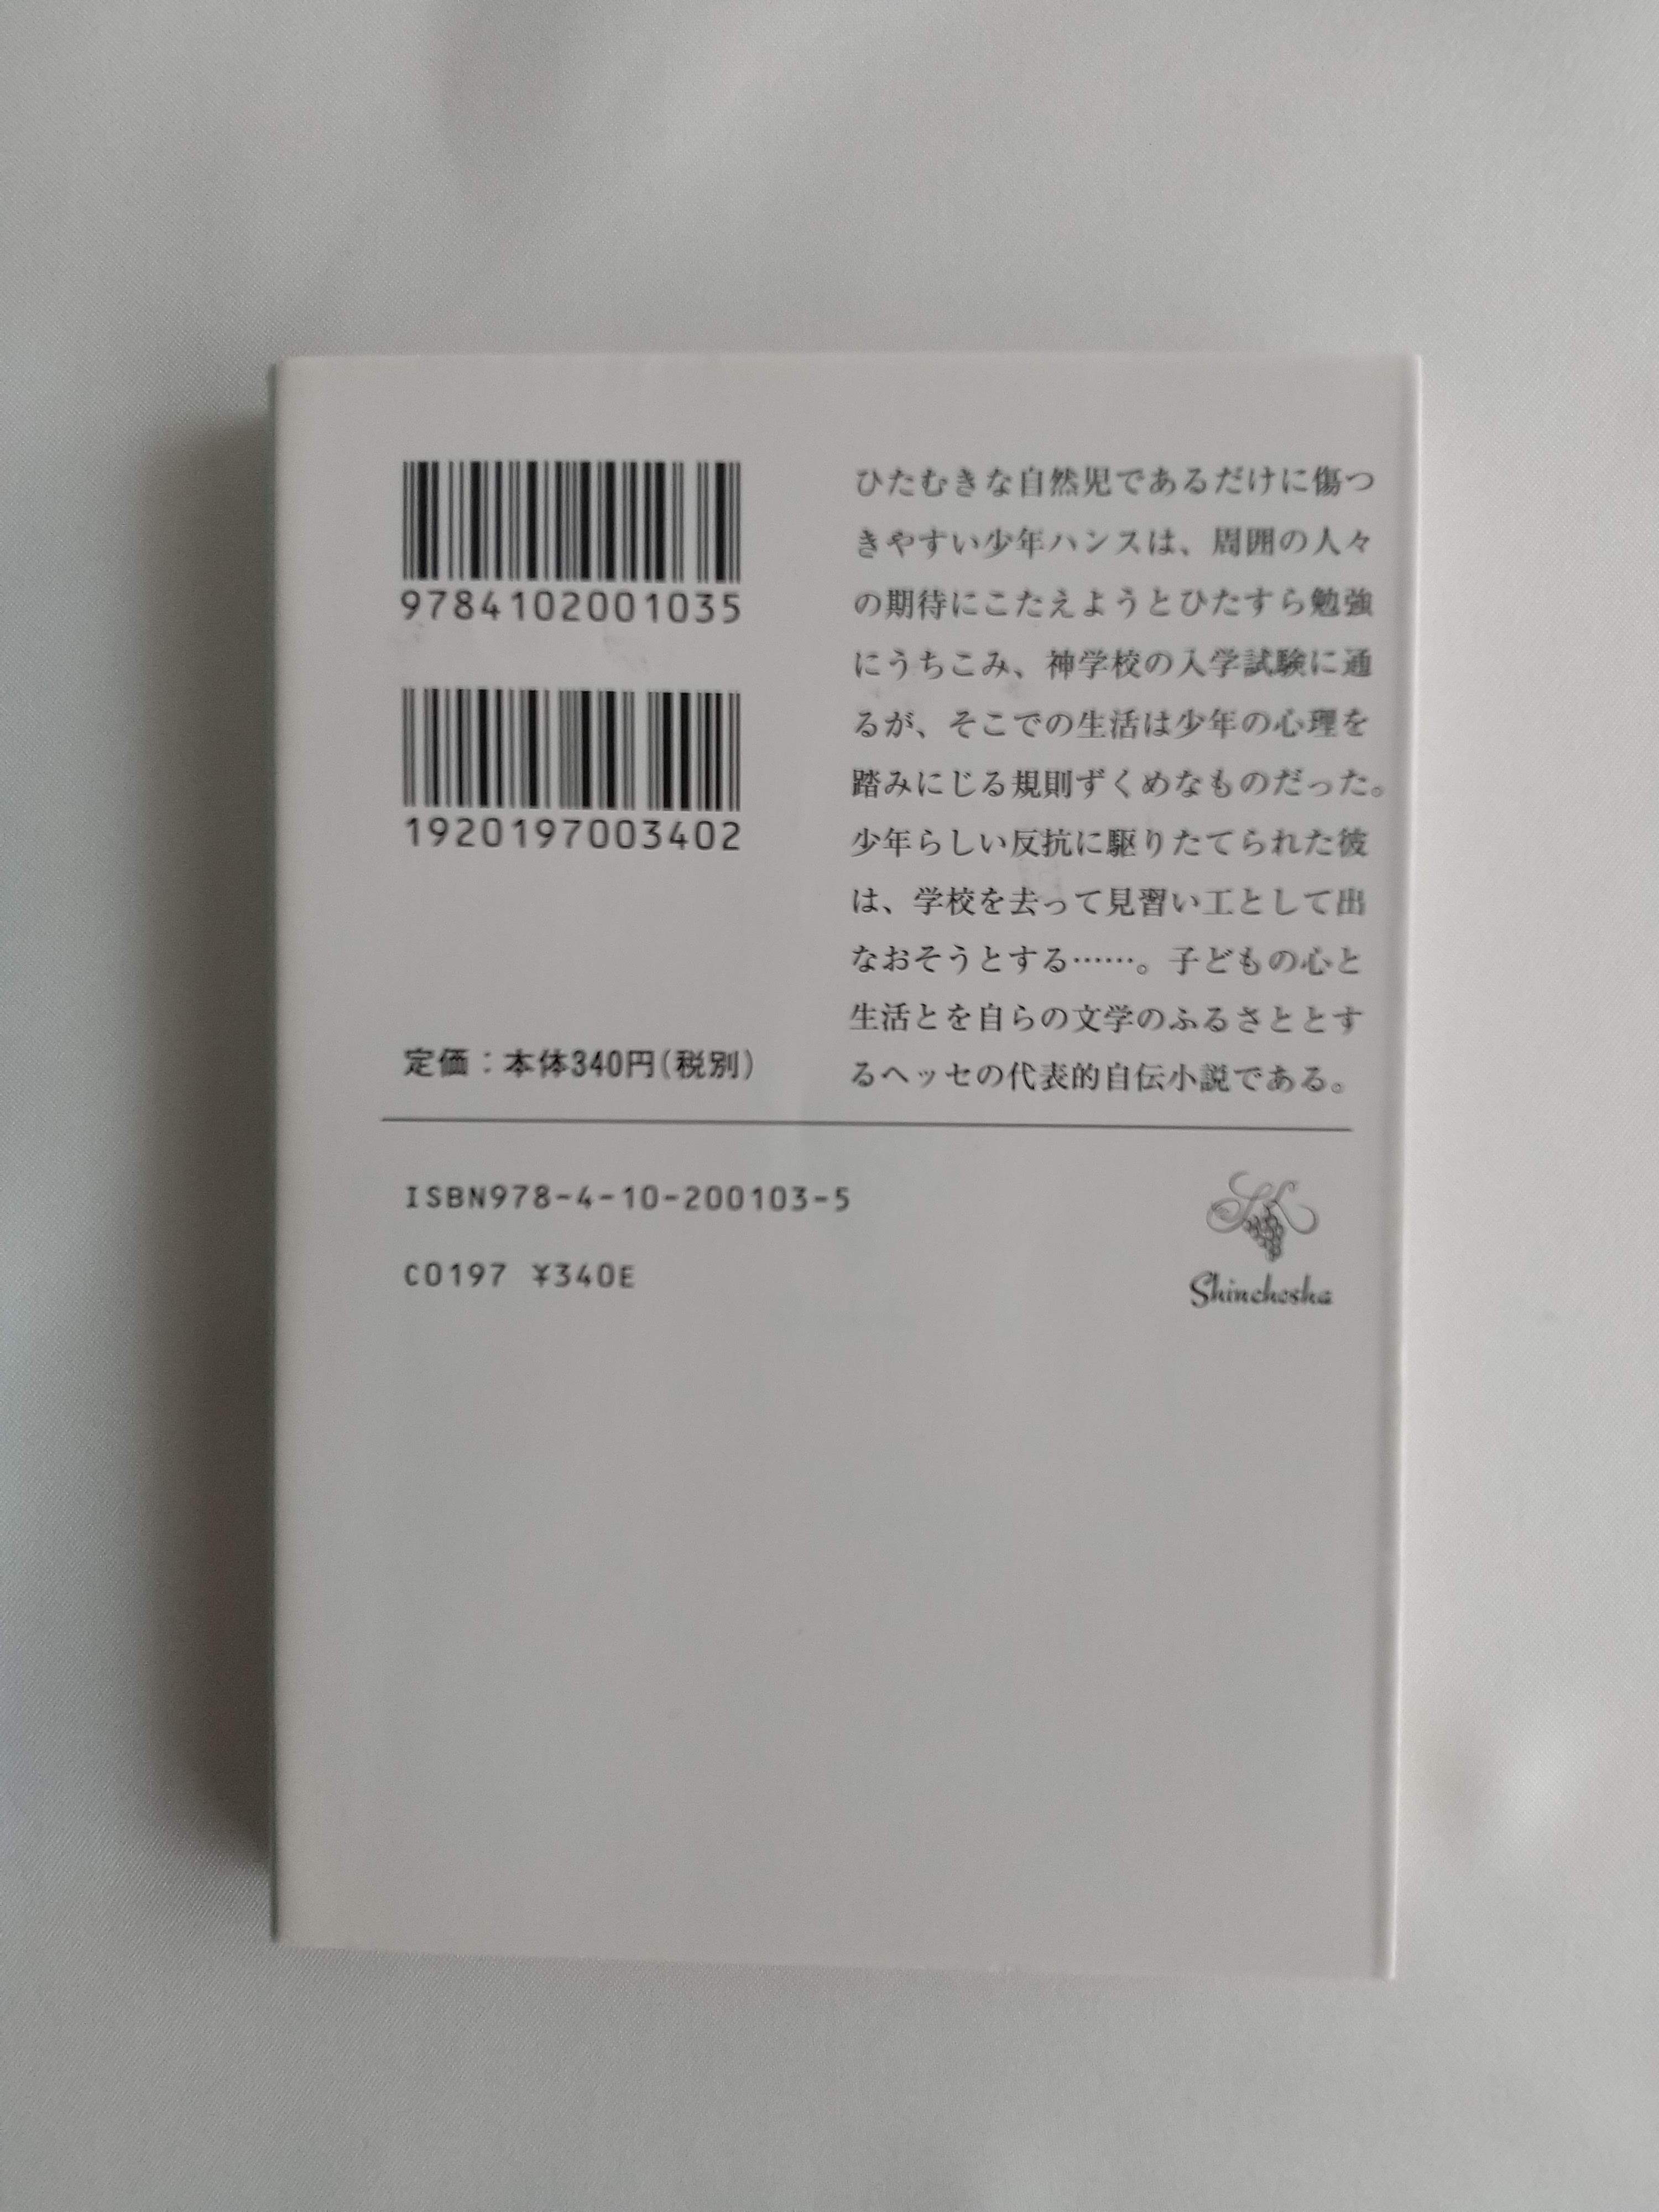 9784102001035
1920197003402
定価：本体340円(税別)
ひたむきな自然児であるだけに傷つ
きやすい少年ハンスは、周囲の人々
の期待にこたえようとひたすら勉強
にうちこみ、神学校の入学試験に通
るが、そこでの生活は少年の心理を
踏みにじる規則ずくめなものだった。
少年らしい反抗に駆りたてられた彼
は、学校を去って見習い工として出
なおそうとする……。子どもの心と
生活とを自らの文学のふるさととす
るヘッセの代表的自伝小説である。
ISBN978-4-10-200103-5
C0197 ¥340E
Shinchosha